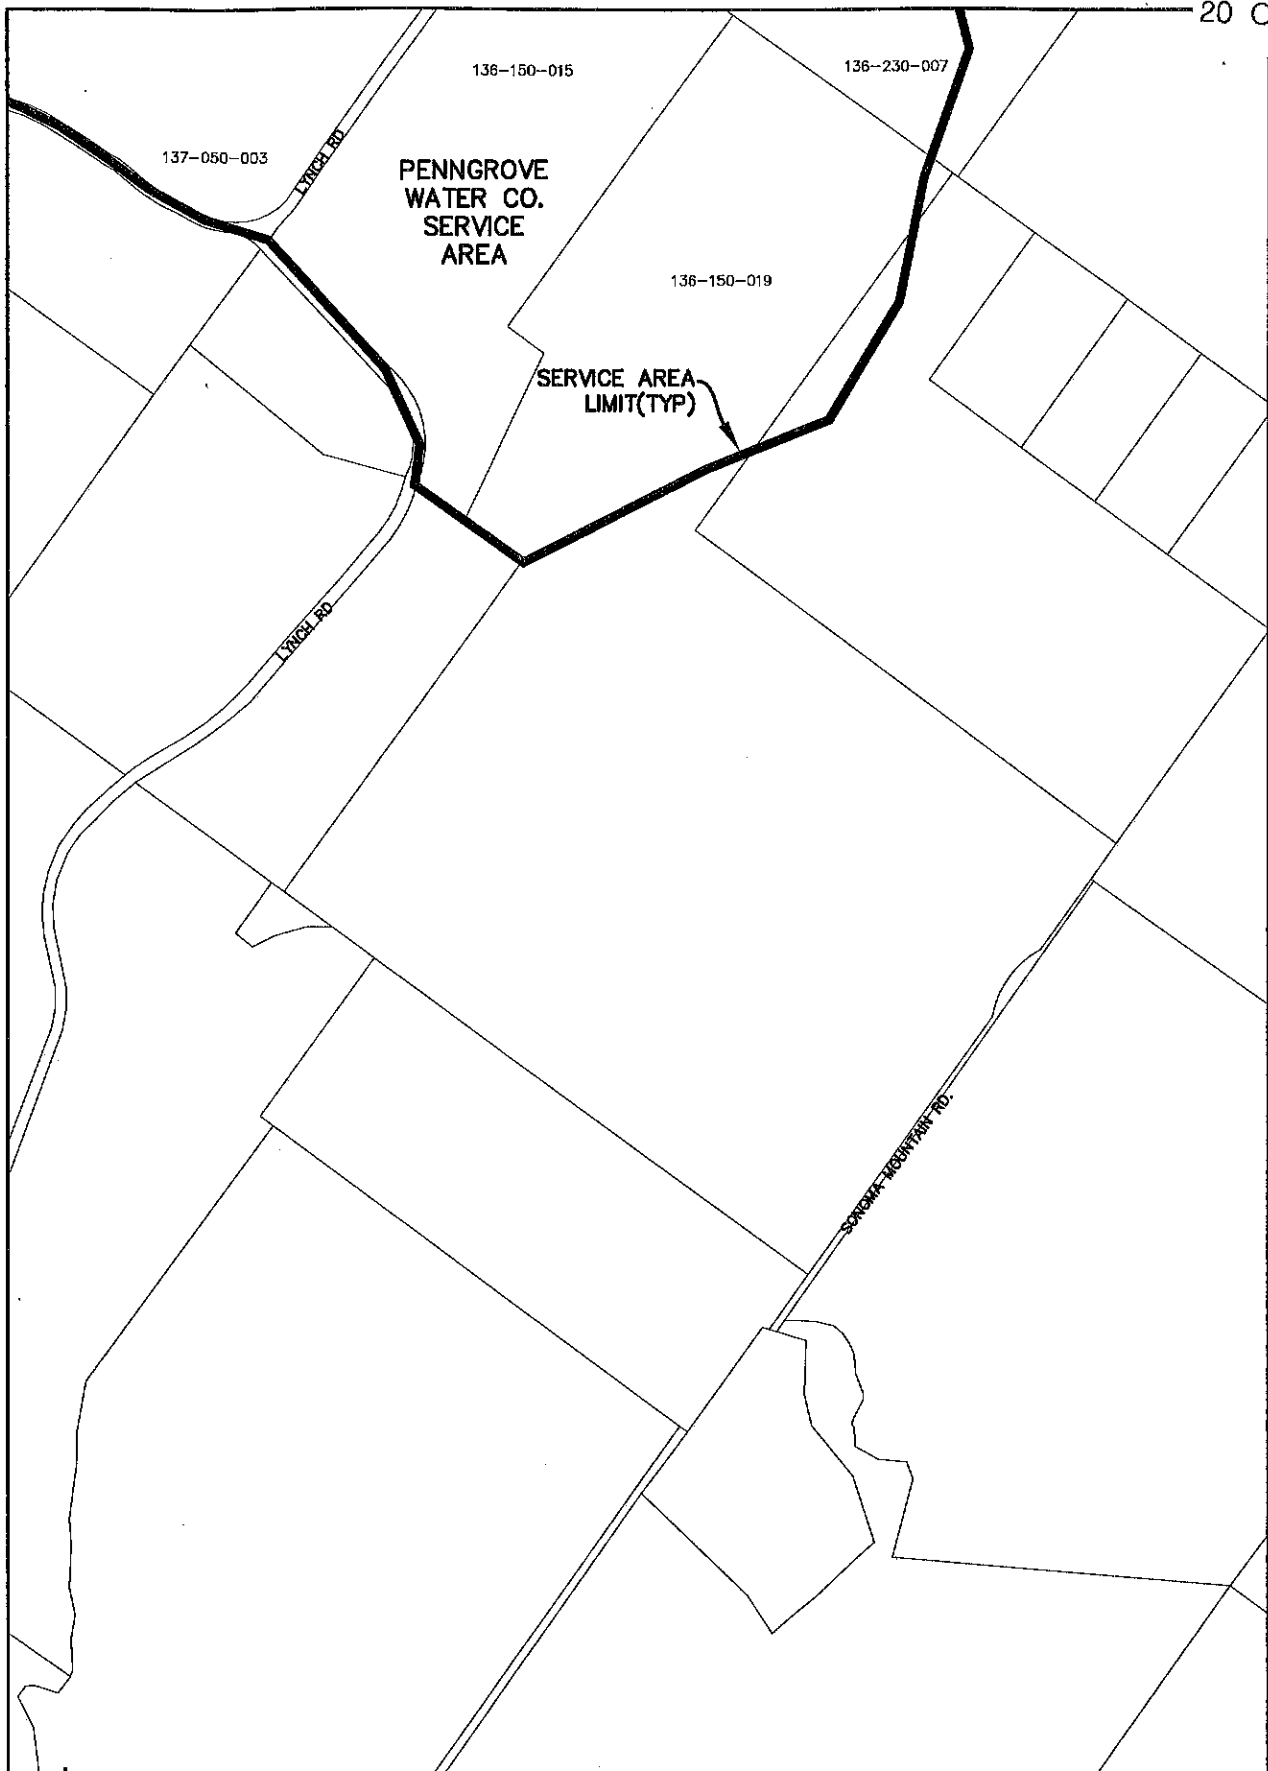 20 O
136-150-015
136-230-007
137-050-003
LYNCH RD
PENNGROVE
WATER CO.
SERVICE
AREA
136-150-019
SERVICE AREA
LIMIT(TYP)
LYNCH RD
SONOMA MOUNTAIN RD.